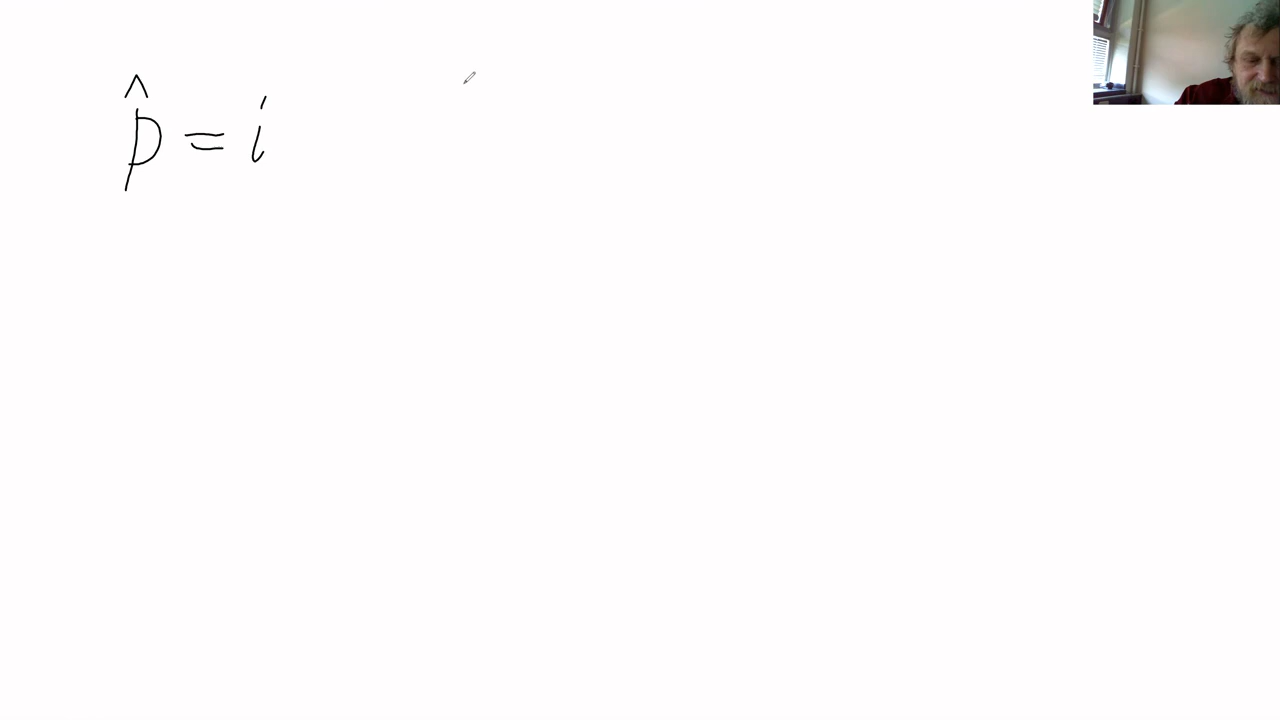 p̂ = i